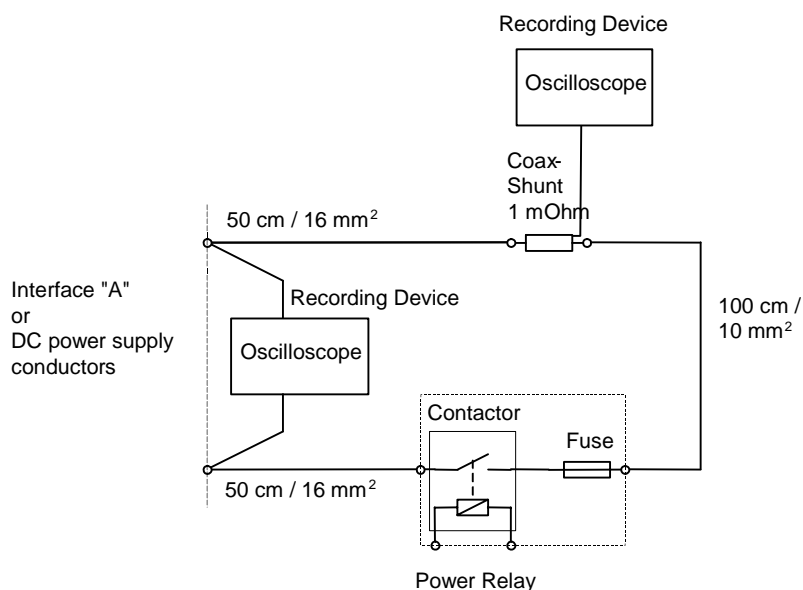 Recording Device
Oscilloscope
Coax-
Shunt
1 mOhm
50 cm / 16 mm²
Interface "A"
or
DC power supply
conductors
Recording Device
Oscilloscope
100 cm /
10 mm²
Contactor
Fuse
50 cm / 16 mm²
Power Relay